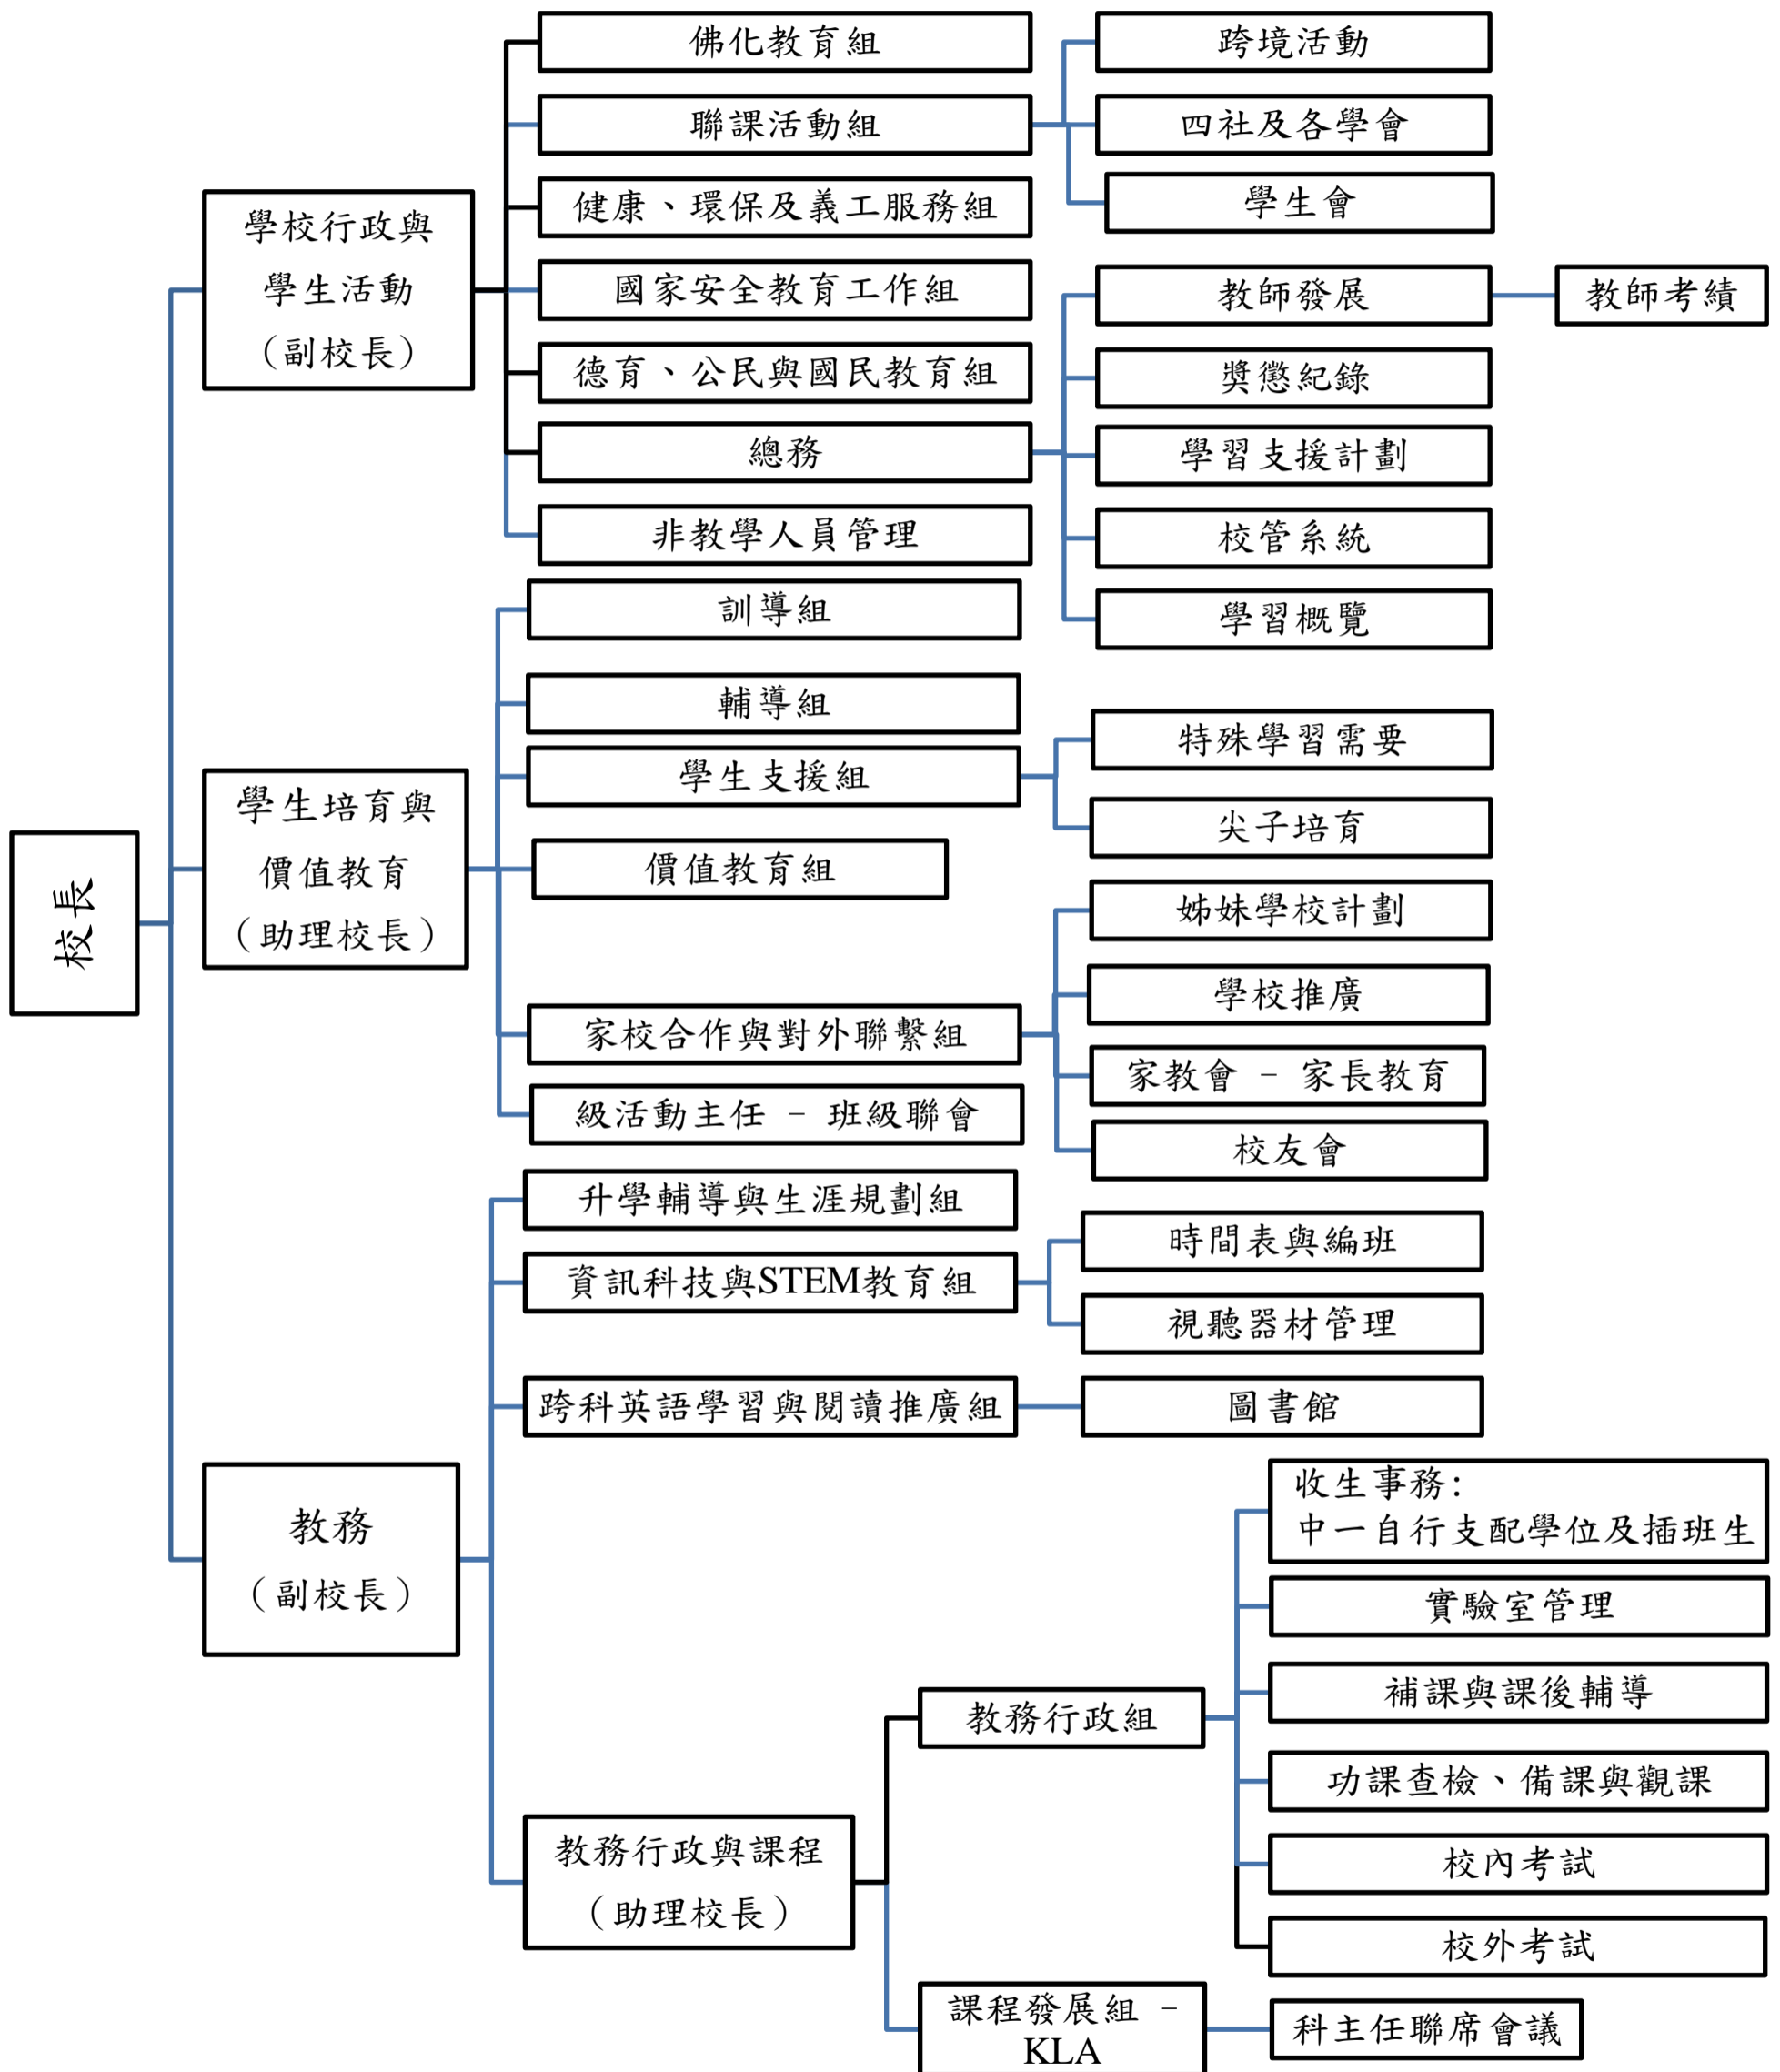 校長
學校行政與
學生活動
（副校長）
佛化教育組
聯課活動組
跨境活動
四社及各學會
學生會
健康、環保及義工服務組
國家安全教育工作組
德育、公民與國民教育組
總務
教師發展
教師考績
獎懲紀錄
學習支援計劃
校管系統
學習概覽
非教學人員管理
學生培育與
價值教育
（助理校長）
訓導組
輔導組
學生支援組
特殊學習需要
尖子培育
價值教育組
家校合作與對外聯繫組
姊妹學校計劃
學校推廣
家教會 – 家長教育
校友會
級活動主任 – 班級聯會
教務
（副校長）
升學輔導與生涯規劃組
資訊科技與STEM教育組
時間表與編班
視聽器材管理
跨科英語學習與閱讀推廣組
圖書館
教務行政與課程
（助理校長）
教務行政組
收生事務：
中一自行支配學位及插班生
實驗室管理
補課與課後輔導
功課查檢、備課與觀課
校內考試
校外考試
課程發展組 –
KLA
科主任聯席會議